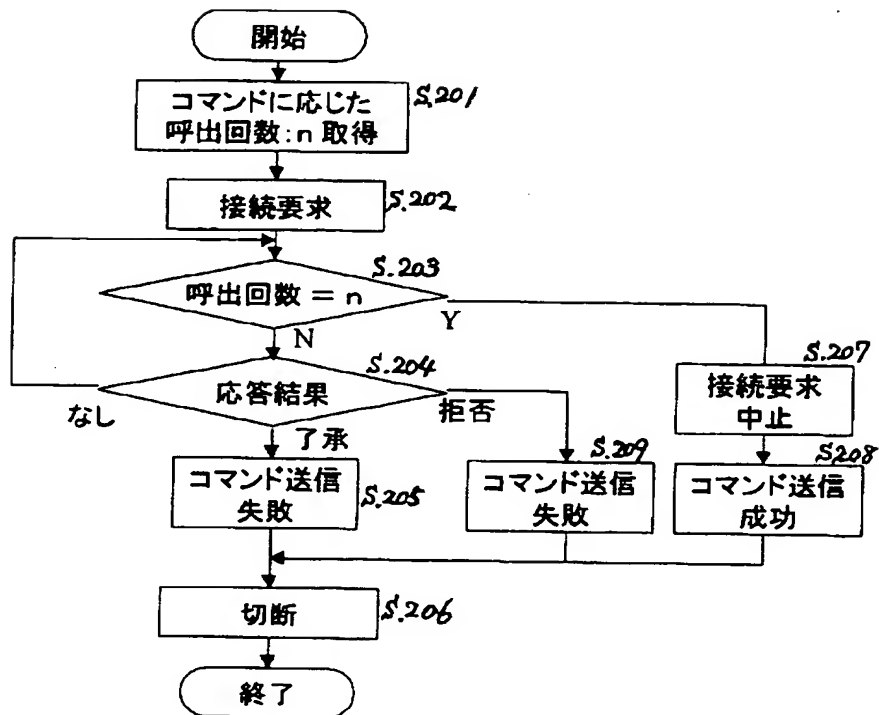 開始
コマンドに応じた
呼出回数:n 取得
S.201
接続要求
S.202
呼出回数 = n
S.203
Y
N
応答結果
S.204
なし
拒否
了承
接続要求
中止
S.207
コマンド送信
失敗
S.205
コマンド送信
失敗
S.209
コマンド送信
成功
S.208
切断
S.206
終了